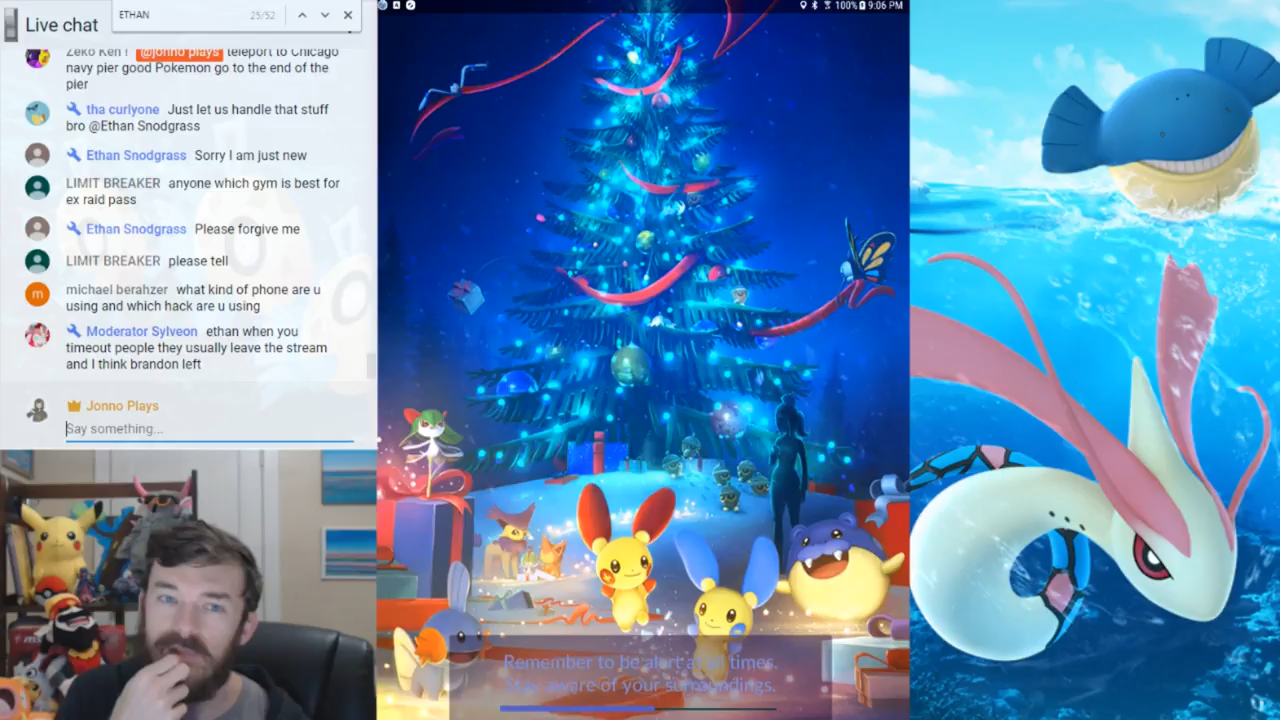 Live chat
ETHAN
25/52
Zeko Ken ! @jonno plays teleport to Chicago
navy pier good Pokemon go to the end of the
pier
tha curlyone Just let us handle that stuff
bro @Ethan Snodgrass
Ethan Snodgrass Sorry I am just new
LIMIT BREAKER anyone which gym is best for
ex raid pass
Ethan Snodgrass Please forgive me
LIMIT BREAKER please tell
m
michael berahzer what kind of phone are u
using and which hack are u using
Moderator Sylveon ethan when you
timeout people they usually leave the stream
and I think brandon left
Jonno Plays
Say something...
100% 9:06 PM
Remember to be alert at all times.
Stay aware of your surroundings.